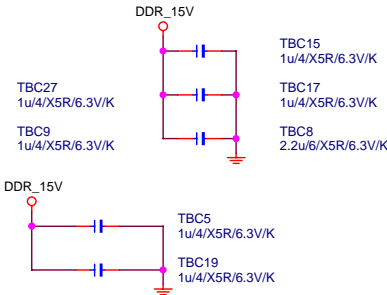 DDR_15V
TBC15
1u/4/X5R/6.3V/K
TBC27
1u/4/X5R/6.3V/K
TBC17
1u/4/X5R/6.3V/K
TBC9
1u/4/X5R/6.3V/K
TBC8
2.2u/6/X5R/6.3V/K
DDR_15V
TBC5
1u/4/X5R/6.3V/K
TBC19
1u/4/X5R/6.3V/K